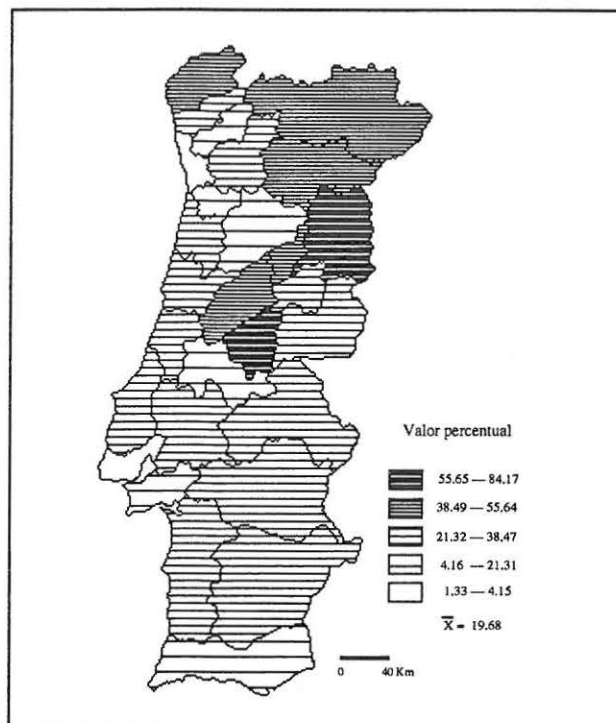 Valor percentual
55.65 — 84.17
38.49 — 55.64
21.32 — 38.47
4.16 — 21.31
1.33 — 4.15
X̅ = 19.68
0 40 Km